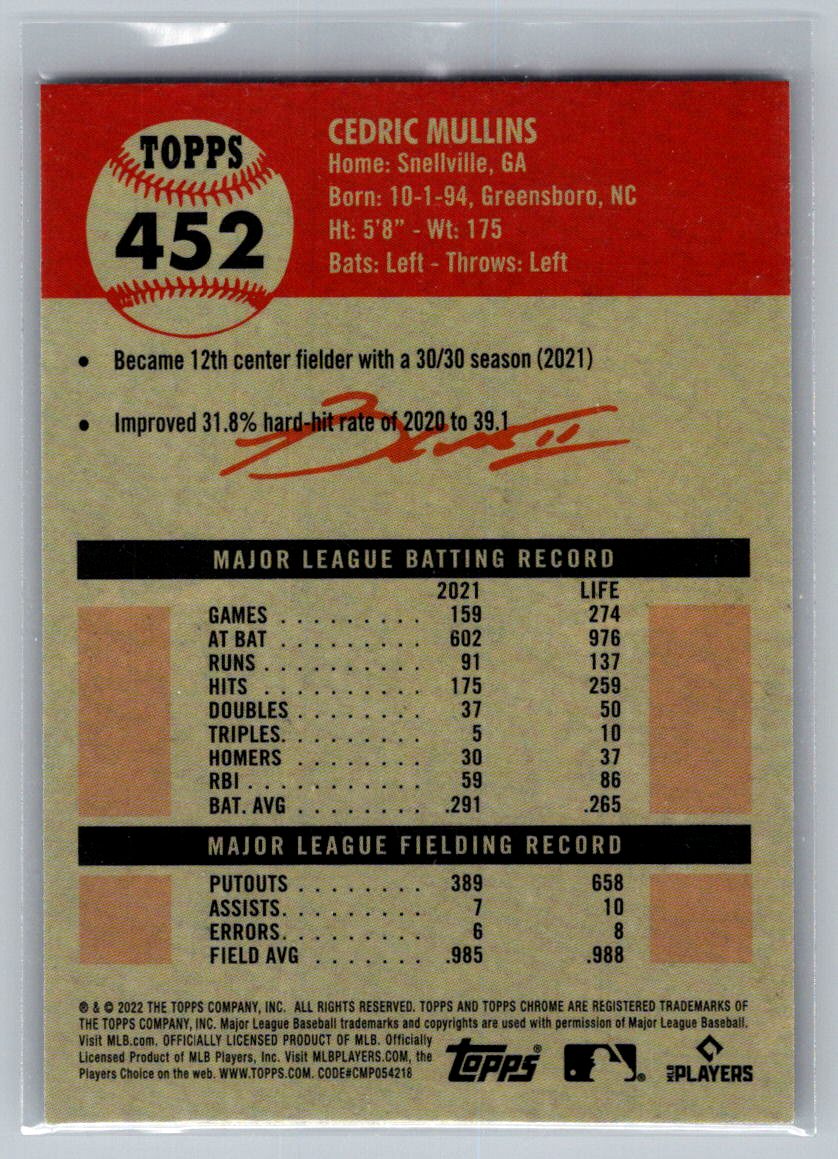 TOPPS
452
CEDRIC MULLINS
Home: Snellville, GA
Born: 10-1-94, Greensboro, NC
Ht: 5'8" - Wt: 175
Bats: Left - Throws: Left
• Became 12th center fielder with a 30/30 season (2021)
• Improved 31.8% hard-hit rate of 2020 to 39.1
MAJOR LEAGUE BATTING RECORD
2021 LIFE
GAMES . . . . . . . . . 159 274
AT BAT . . . . . . . . . 602 976
RUNS . . . . . . . . . . 91 137
HITS . . . . . . . . . . 175 259
DOUBLES . . . . . . . . 37 50
TRIPLES. . . . . . . . . 5 10
HOMERS . . . . . . . . 30 37
RBI . . . . . . . . . . . 59 86
BAT. AVG . . . . . . . . .291 .265
MAJOR LEAGUE FIELDING RECORD
PUTOUTS . . . . . . . . 389 658
ASSISTS. . . . . . . . . 7 10
ERRORS. . . . . . . . . 6 8
FIELD AVG . . . . . . . .985 .988
® & © 2022 THE TOPPS COMPANY, INC. ALL RIGHTS RESERVED. TOPPS AND TOPPS CHROME ARE REGISTERED TRADEMARKS OF
THE TOPPS COMPANY, INC. Major League Baseball trademarks and copyrights are used with permission of Major League Baseball.
Visit MLB.com. OFFICIALLY LICENSED PRODUCT OF MLB. Officially
Licensed Product of MLB Players, Inc. Visit MLBPLAYERS.COM, the
Players Choice on the web. WWW.TOPPS.COM. CODE#CMP054218
TOPPS®
MLB PLAYERS